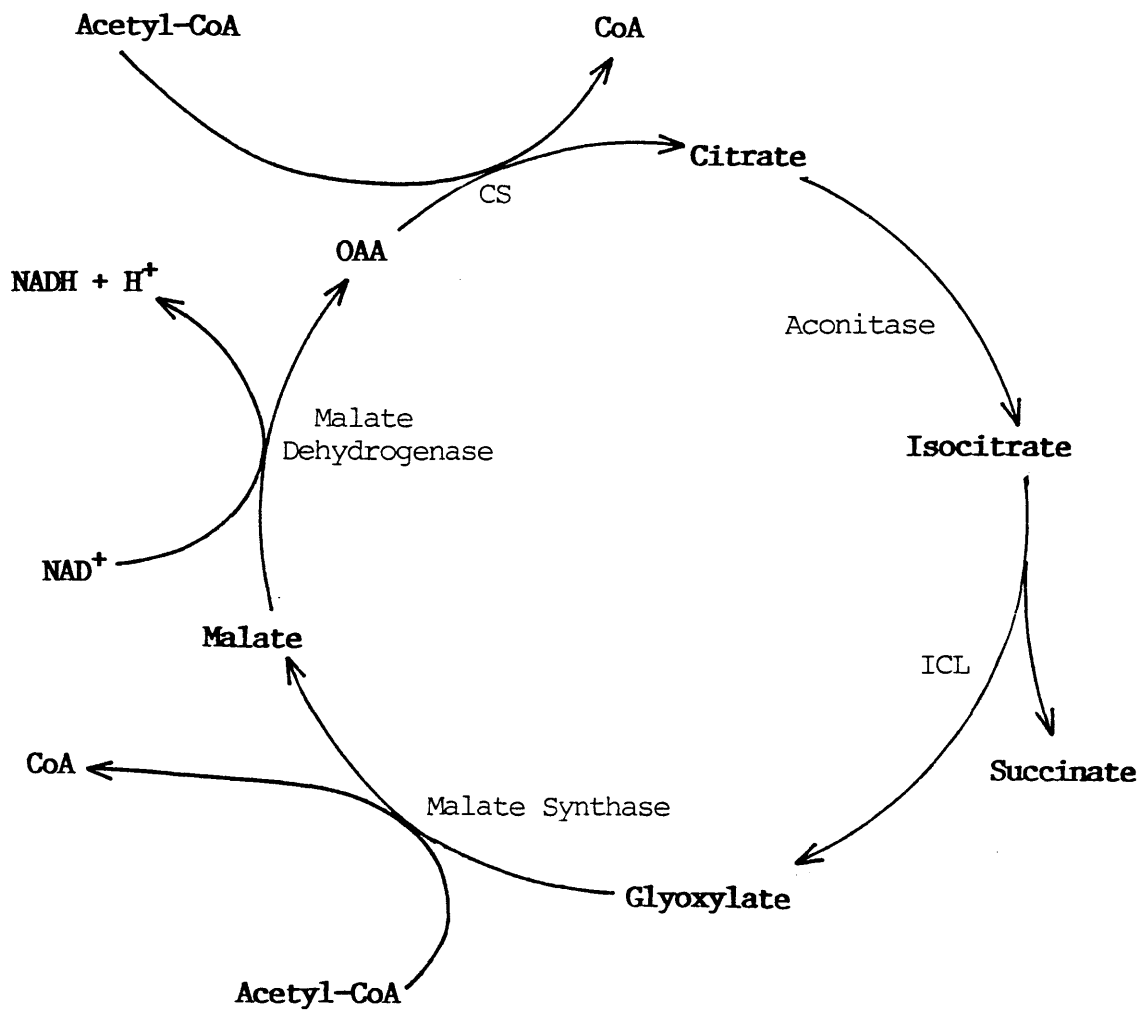 Acetyl-CoA
CoA
Citrate
CS
OAA
NADH + H+
Aconitase
Malate
Dehydrogenase
Isocitrate
NAD+
Malate
ICL
CoA
Succinate
Malate Synthase
Glyoxylate
Acetyl-CoA